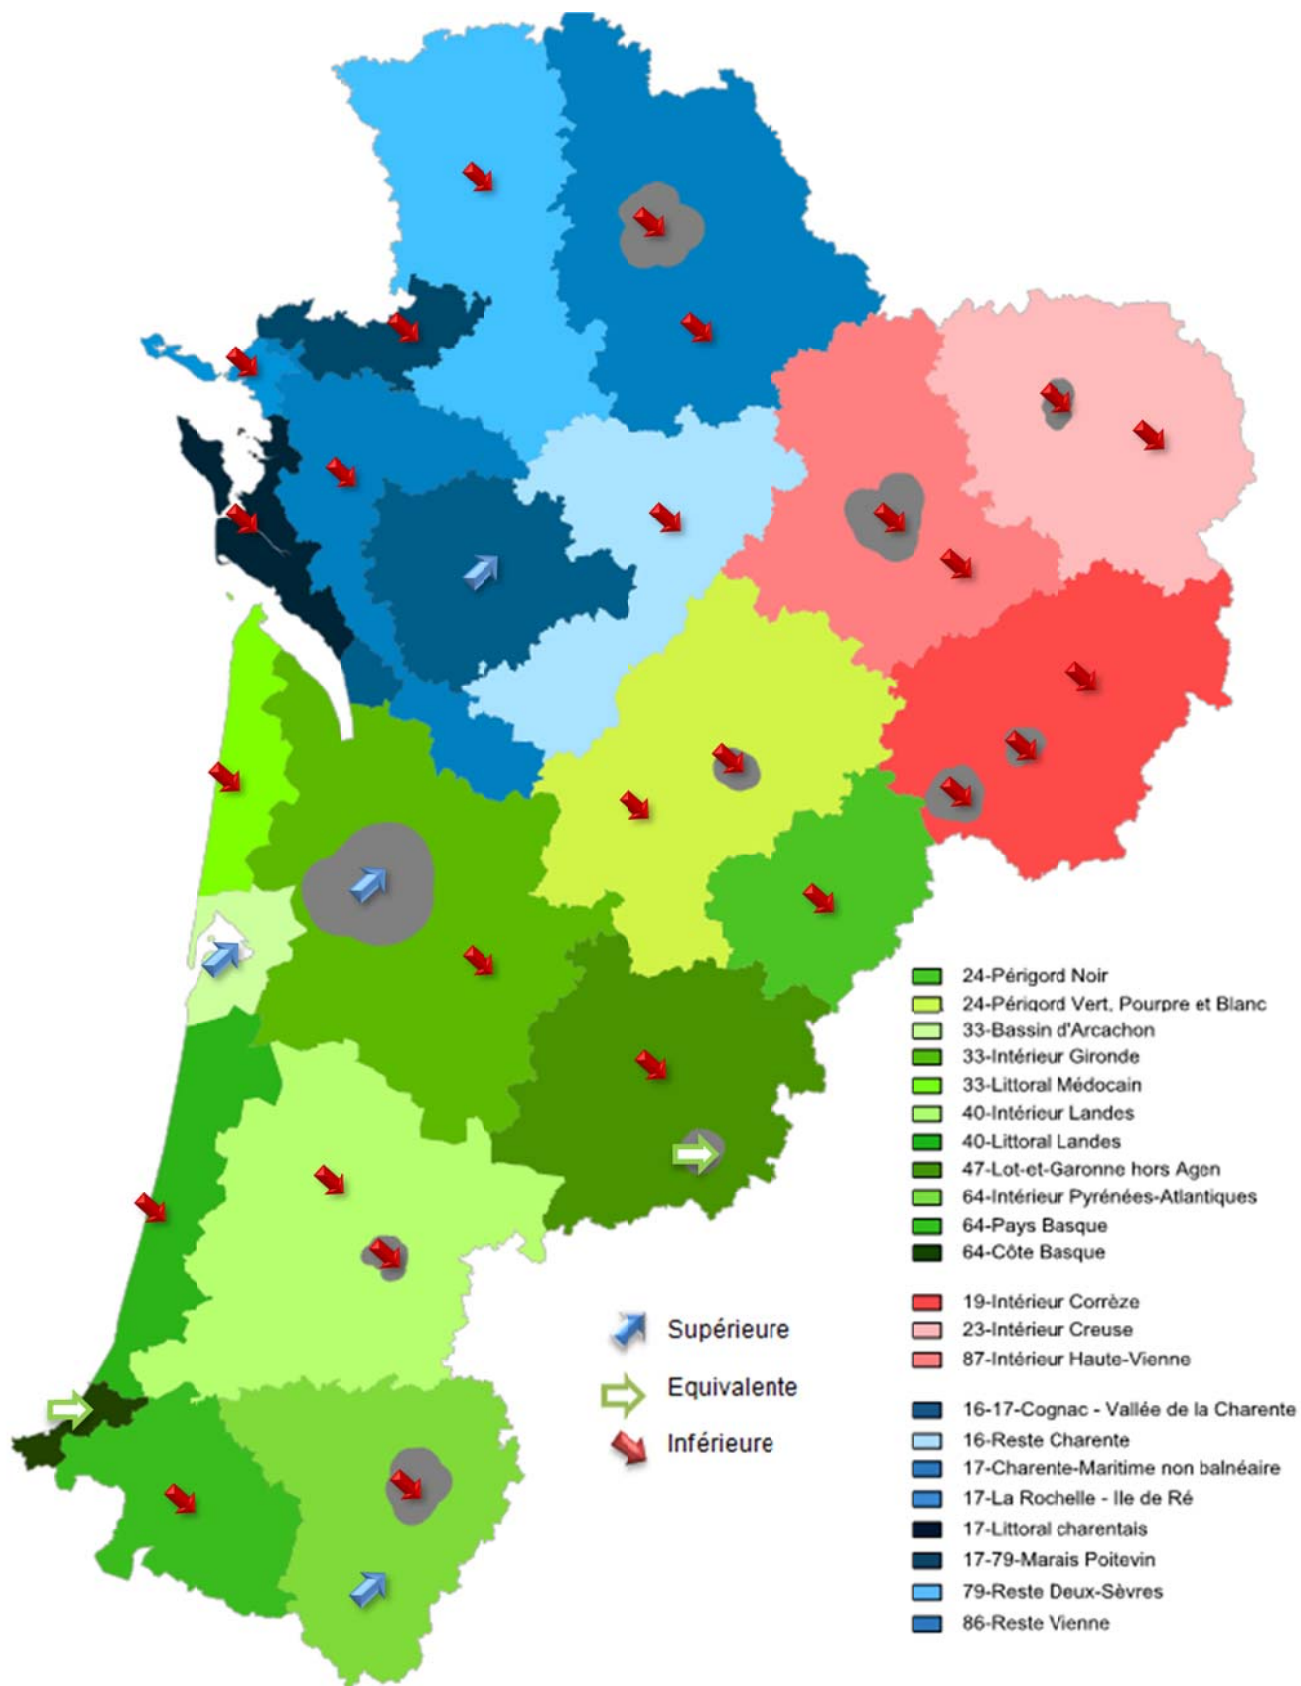 24-Périgord Noir
24-Périgord Vert, Pourpre et Blanc
33-Bassin d'Arcachon
33-Intérieur Gironde
33-Littoral Médocain
40-Intérieur Landes
40-Littoral Landes
47-Lot-et-Garonne hors Agen
64-Intérieur Pyrénées-Atlantiques
64-Pays Basque
64-Côte Basque
19-Intérieur Corrèze
23-Intérieur Creuse
87-Intérieur Haute-Vienne
16-17-Cognac - Vallée de la Charente
16-Reste Charente
17-Charente-Maritime non balnéaire
17-La Rochelle - Ile de Ré
17-Littoral charentais
17-79-Marais Poitevin
79-Reste Deux-Sèvres
86-Reste Vienne
Supérieure
Equivalente
Inférieure